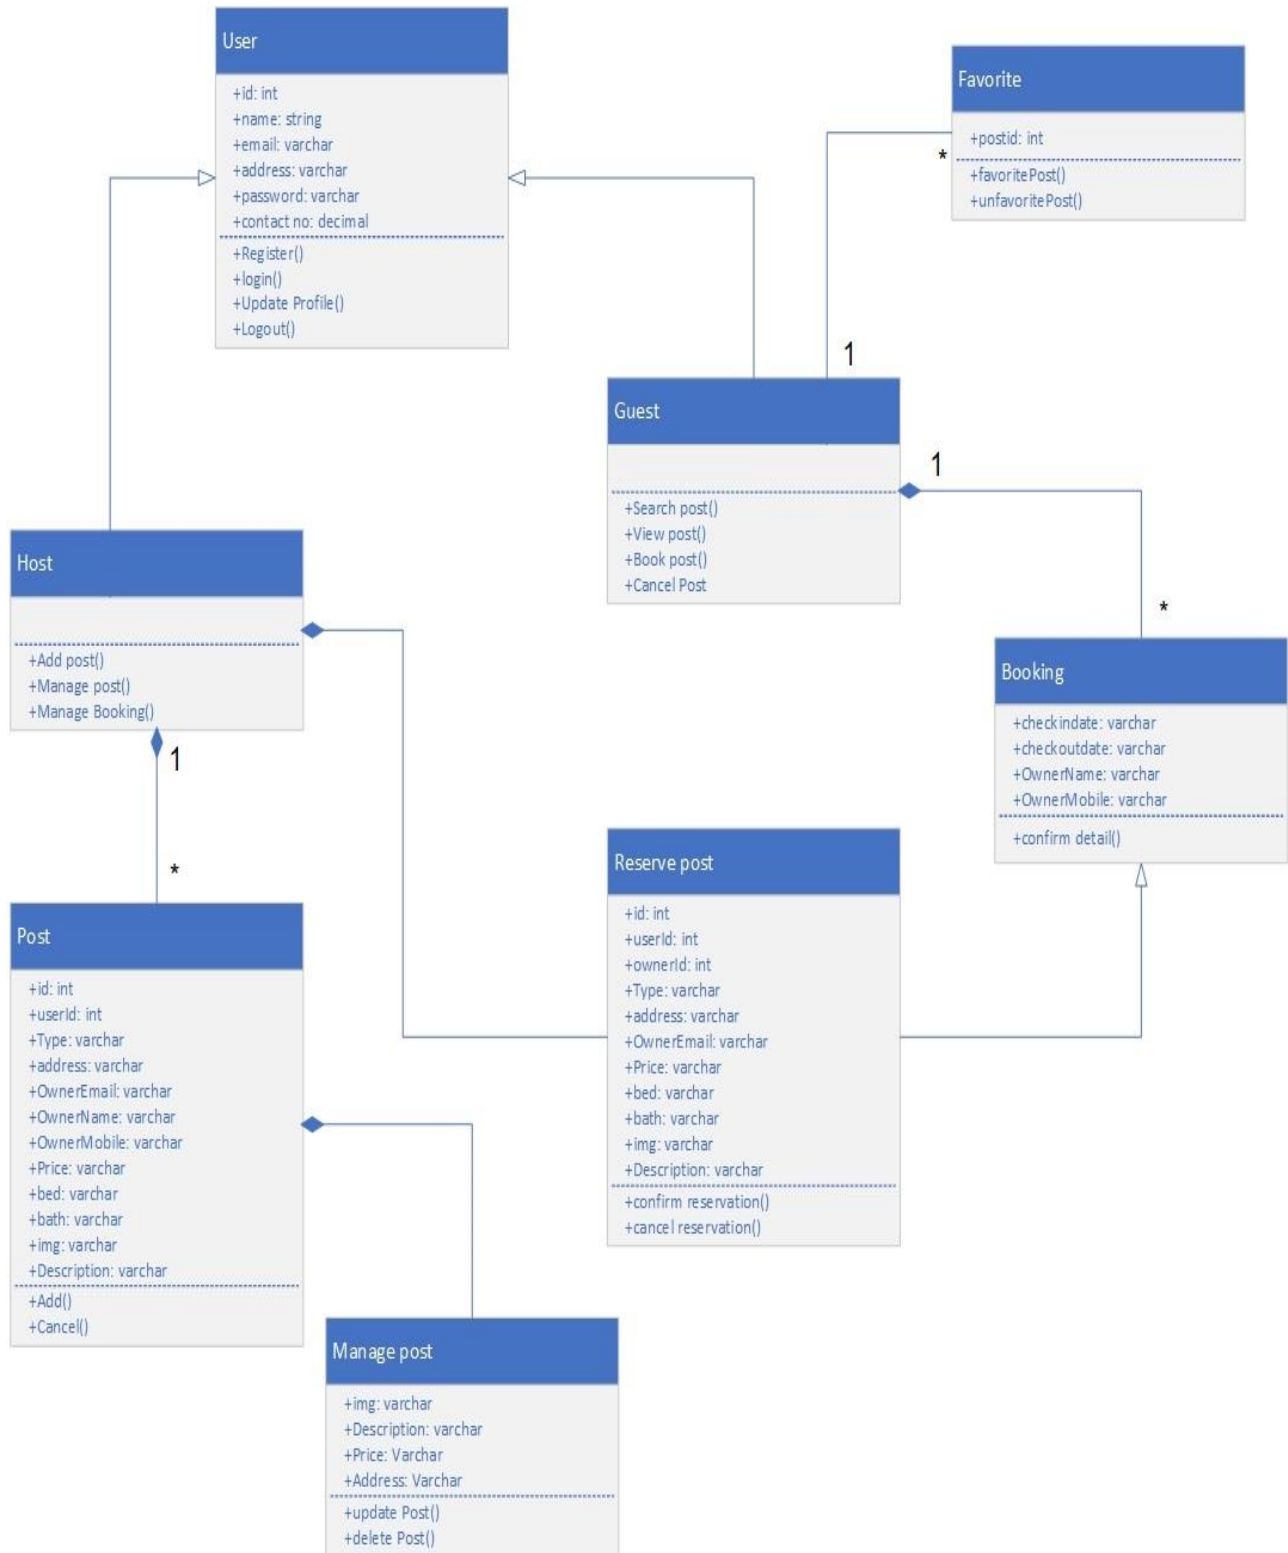 User
+id: int
+name: string
+email: varchar
+address: varchar
+password: varchar
+contact no: decimal
+Register()
+login()
+Update Profile()
+Logout()
Favorite
+postid: int
+favoritePost()
+unfavoritePost()
*
1
Guest
+Search post()
+View post()
+Book post()
+Cancel Post
1
*
Host
+Add post()
+Manage post()
+Manage Booking()
1
*
Booking
+checkindate: varchar
+checkoutdate: varchar
+OwnerName: varchar
+OwnerMobile: varchar
+confirm detail()
Reserve post
+id: int
+userId: int
+ownerId: int
+Type: varchar
+address: varchar
+OwnerEmail: varchar
+Price: varchar
+bed: varchar
+bath: varchar
+img: varchar
+Description: varchar
+confirm reservation()
+cancel reservation()
Post
+id: int
+userId: int
+Type: varchar
+address: varchar
+OwnerEmail: varchar
+OwnerName: varchar
+OwnerMobile: varchar
+Price: varchar
+bed: varchar
+bath: varchar
+img: varchar
+Description: varchar
+Add()
+Cancel()
Manage post
+img: varchar
+Description: varchar
+Price: Varchar
+Address: Varchar
+update Post()
+delete Post()